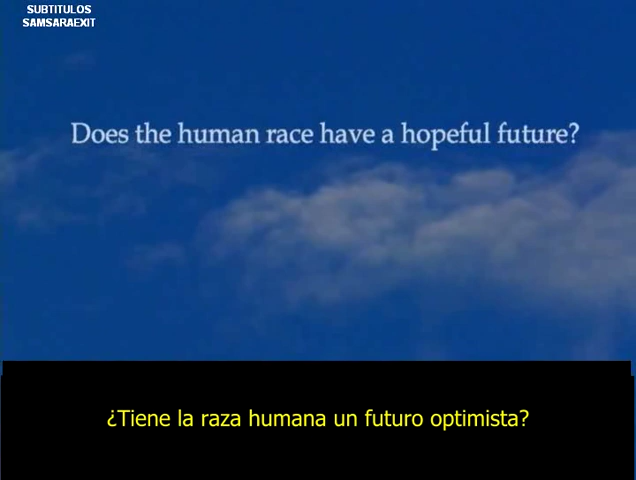 SUBTITULOS
SAMSARAEXIT
Does the human race have a hopeful future?
¿Tiene la raza humana un futuro optimista?